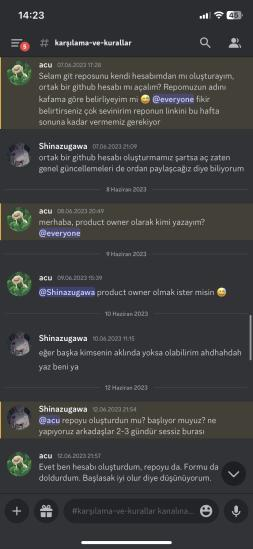 14:23
45
5
# karşılama-ve-kurallar
acu 07.06.2023 17:28
Selam git reposunu kendi hesabımdan mı oluşturayım,
ortak bir github hesabı mı açalım? Repomuzun adını
kafama göre belirliyeyim mi @everyone fikir
belirtirseniz çok sevinirim reponun linkini bu hafta
sonuna kadar vermemiz gerekiyor
Shinazugawa 07.06.2023 21:09
ortak bir github hesabı oluşturmamız şartsa aç zaten
genel güncellemeleri de ordan paylaşcağız diye biliyorum
8 Haziran 2023
acu 08.06.2023 20:49
merhaba, product owner olarak kimi yazayım?
@everyone
9 Haziran 2023
acu 09.06.2023 15:39
@Shinazugawa product owner olmak ister misin
10 Haziran 2023
Shinazugawa 10.06.2023 11:15
eğer başka kimsenin aklında yoksa olabilirim ahdhahdah
yaz beni ya
12 Haziran 2023
Shinazugawa 12.06.2023 21:54
@acu repoyu oluşturdun mu? başlıyor muyuz? ne
yapıyoruz arkadaşlar 2-3 gündür sessiz burası
acu 12.06.2023 21:57
Evet ben hesabı oluşturdum, repoyu da. Formu da
doldurdum. Başlasak iyi olur diye düşünüyorum.
#karşılama-ve-kurallar kanalına...